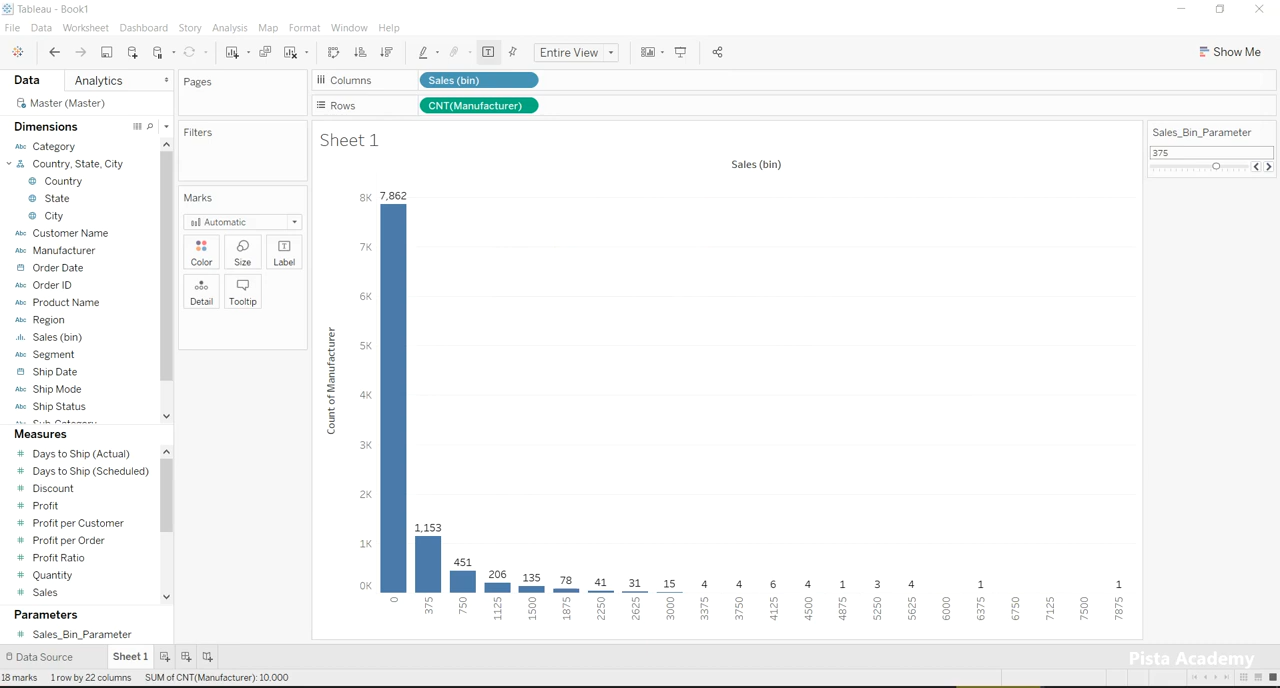 Tableau - Book1
File Data Worksheet Dashboard Story Analysis Map Format Window Help
Entire View
Show Me
Data Analytics
Master (Master)
Dimensions
Category
Country, State, City
Country
State
City
Customer Name
Manufacturer
Order Date
Order ID
Product Name
Region
Sales (bin)
Segment
Ship Date
Ship Mode
Ship Status
Sub-Category
Measures
Days to Ship (Actual)
Days to Ship (Scheduled)
Discount
Profit
Profit per Customer
Profit per Order
Profit Ratio
Quantity
Sales
Parameters
Sales_Bin_Parameter
Pages
Filters
Marks
Automatic
Color Size Label
Detail Tooltip
Columns Sales (bin)
Rows CNT(Manufacturer)
Sheet 1
Sales (bin)
Count of Manufacturer
8K
7K
6K
5K
4K
3K
2K
1K
0K
7,862 1,153 451 206 135 78 41 31 15 4 4 6 4 1 3 4 1 1
0 375 750 1125 1500 1875 2250 2625 3000 3375 3750 4125 4500 4875 5250 5625 6000 6375 6750 7125 7500 7875
Sales_Bin_Parameter
375
Pista Academy
Data Source Sheet 1
18 marks 1 row by 22 columns SUM of CNT(Manufacturer): 10.000